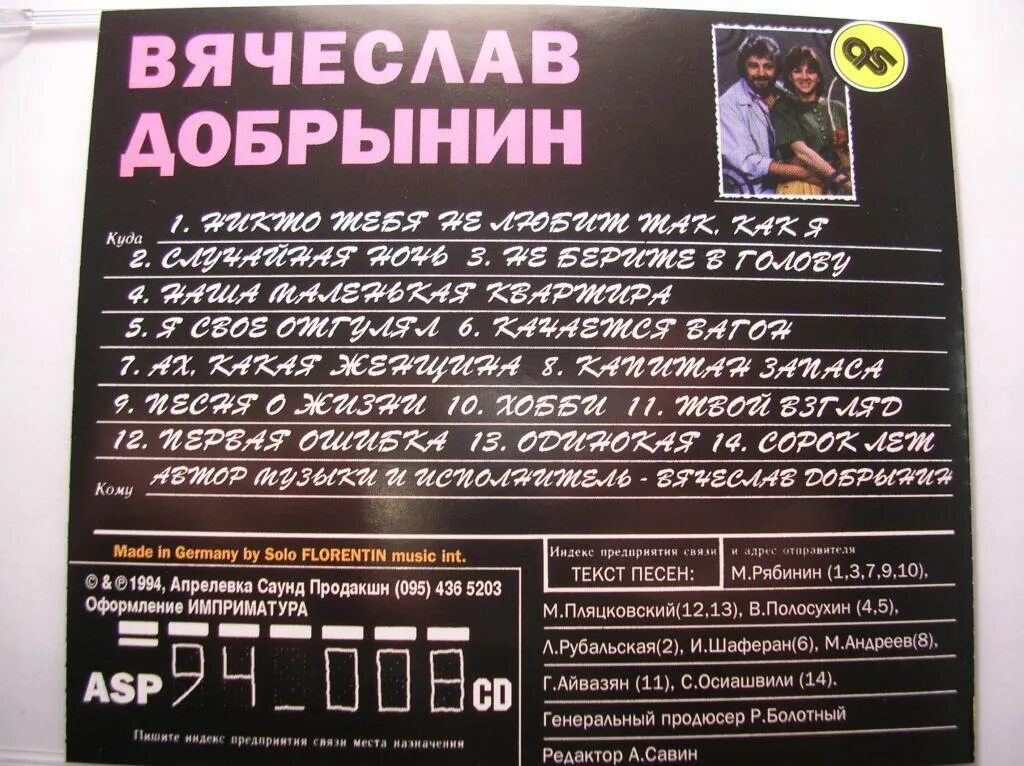 ВЯЧЕСЛАВ
ДОБРЫНИН
Куда
1. НИКТО ТЕБЯ НЕ ЛЮБИТ ТАК, КАК Я
2. СЛУЧАЙНАЯ НОЧЬ 3. НЕ БЕРИТЕ В ГОЛОВУ
4. НАША МАЛЕНЬКАЯ КВАРТИРА
5. Я СВОЕ ОТГУЛЯЛ 6. КАЧАЕТСЯ ВАГОН
7. АХ, КАКАЯ ЖЕНЩИНА 8. КАПИТАН ЗАПАСА
9. ПЕСНЯ О ЖИЗНИ 10. ХОББИ 11. ТВОЙ ВЗГЛЯД
12. ПЕРВАЯ ОШИБКА 13. ОДИНОКАЯ 14. СОРОК ЛЕТ
Кому
АВТОР МУЗЫКИ И ИСПОЛНИТЕЛЬ - ВЯЧЕСЛАВ ДОБРЫНИН
Made in Germany by Solo FLORENTIN music int.
© & ℗ 1994, Апрелевка Саунд Продакшн (095) 436 5203
Оформление ИМПРИМАТУРА
ASP 94_008 CD
Пишите индекс предприятия связи места назначения
Индекс предприятия связи и адрес отправителя
ТЕКСТ ПЕСЕН: М.Рябинин (1,3,7,9,10),
М.Пляцковский(12,13), В.Полосухин (4,5),
Л.Рубальская(2), И.Шаферан(6), М.Андреев(8),
Г.Айвазян (11), С.Осиашвили (14).
Генеральный продюсер Р.Болотный
Редактор А.Савин